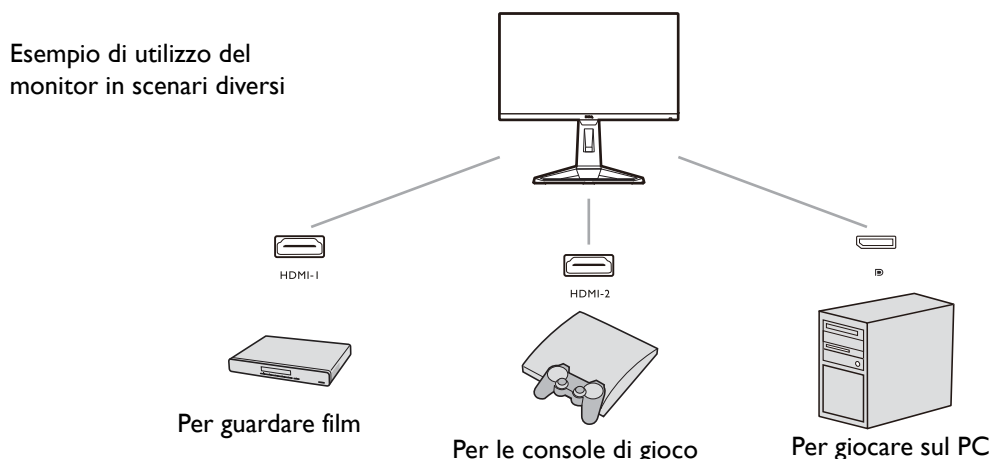 Esempio di utilizzo del
monitor in scenari diversi
HDMI-1
HDMI-2
Per guardare film
Per le console di gioco
Per giocare sul PC